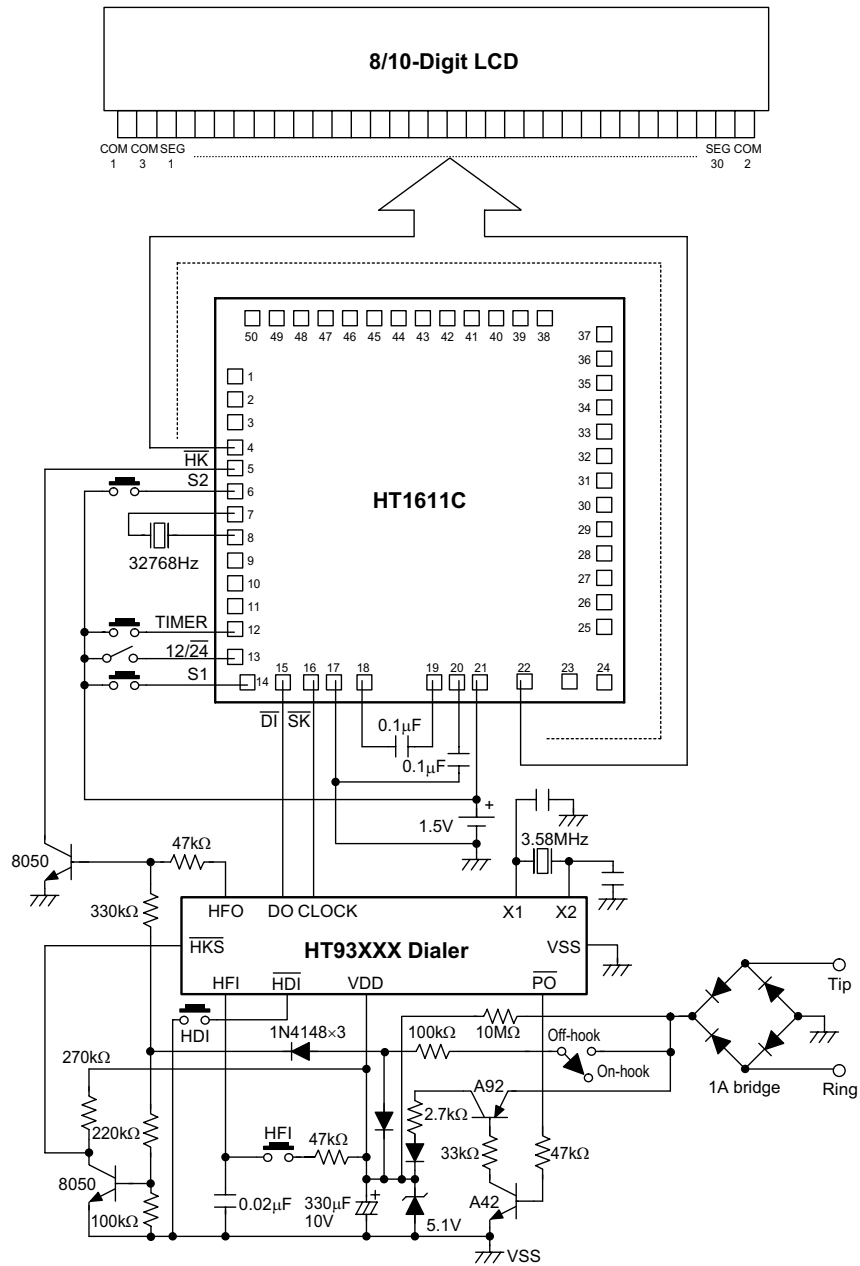 8/10-Digit LCD
COM COM SEG SEG COM
1 3 1 30 2
50 49 48 47 46 45 44 43 42 41 40 39 38
37
36
1
35
2
34
3
33
4
HK
32
5
S2
31
6
HT1611C
7
30
8
29
32768Hz
9
28
10
27
11
26
TIMER
12
25
12/24
13
S1
14
15 16 17 18 19 20 21 22 23 24
DI SK
0.1µF
0.1µF
+
1.5V
3.58MHz
47kΩ
8050
330kΩ
HFO DO CLOCK X1 X2
HKS
HT93XXX Dialer
VSS
HFI HDI VDD PO
Tip
HDI
10MΩ
1N4148×3
100kΩ
Off-hook
On-hook
270kΩ
1A bridge
Ring
A92
2.7kΩ
220kΩ
HFI
47kΩ
33kΩ
47kΩ
8050
A42
0.02µF
330µF
+
10V
100kΩ
5.1V
VSS